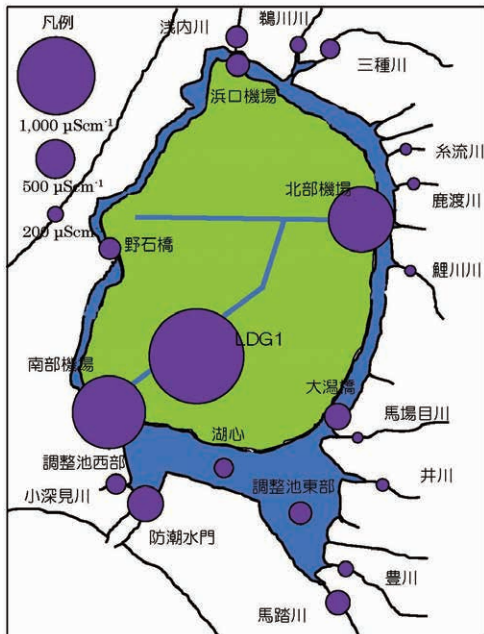 凡例
1,000 μScm⁻¹
500 μScm⁻¹
200 μScm⁻¹
浅内川
鵜川川
三種川
浜口機場
糸流川
北部機場
鹿渡川
野石橋
鯉川川
LDG1
南部機場
大潟橋
馬場目川
湖心
調整池西部
調整池東部
井川
小深見川
防潮水門
豊川
馬踏川